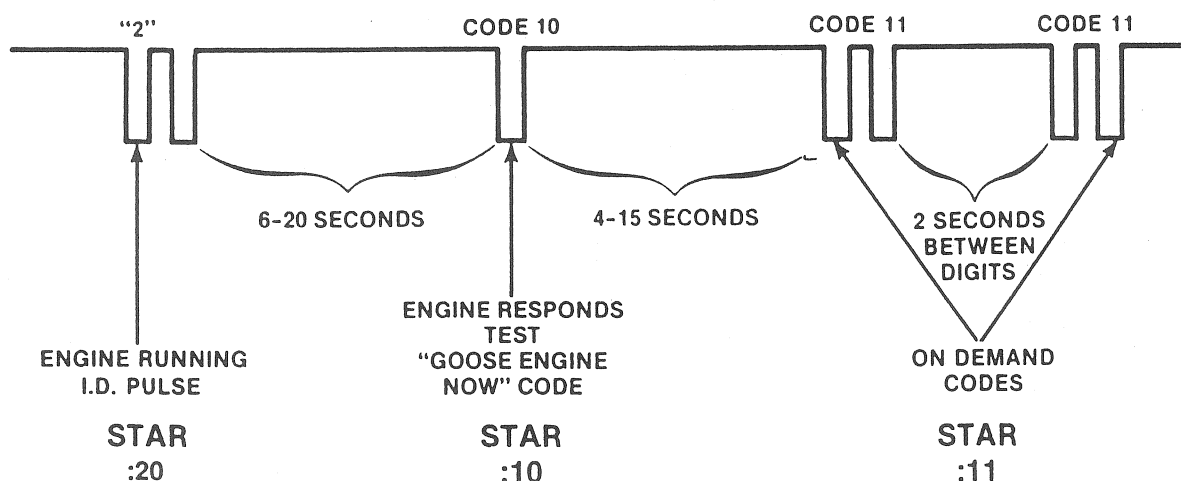 “2”
CODE 10
CODE 11
CODE 11
6-20 SECONDS
4-15 SECONDS
2 SECONDS
BETWEEN
DIGITS
ENGINE RUNNING
I.D. PULSE
ENGINE RESPONDS
TEST
“GOOSE ENGINE
NOW” CODE
ON DEMAND
CODES
STAR
:20
STAR
:10
STAR
:11